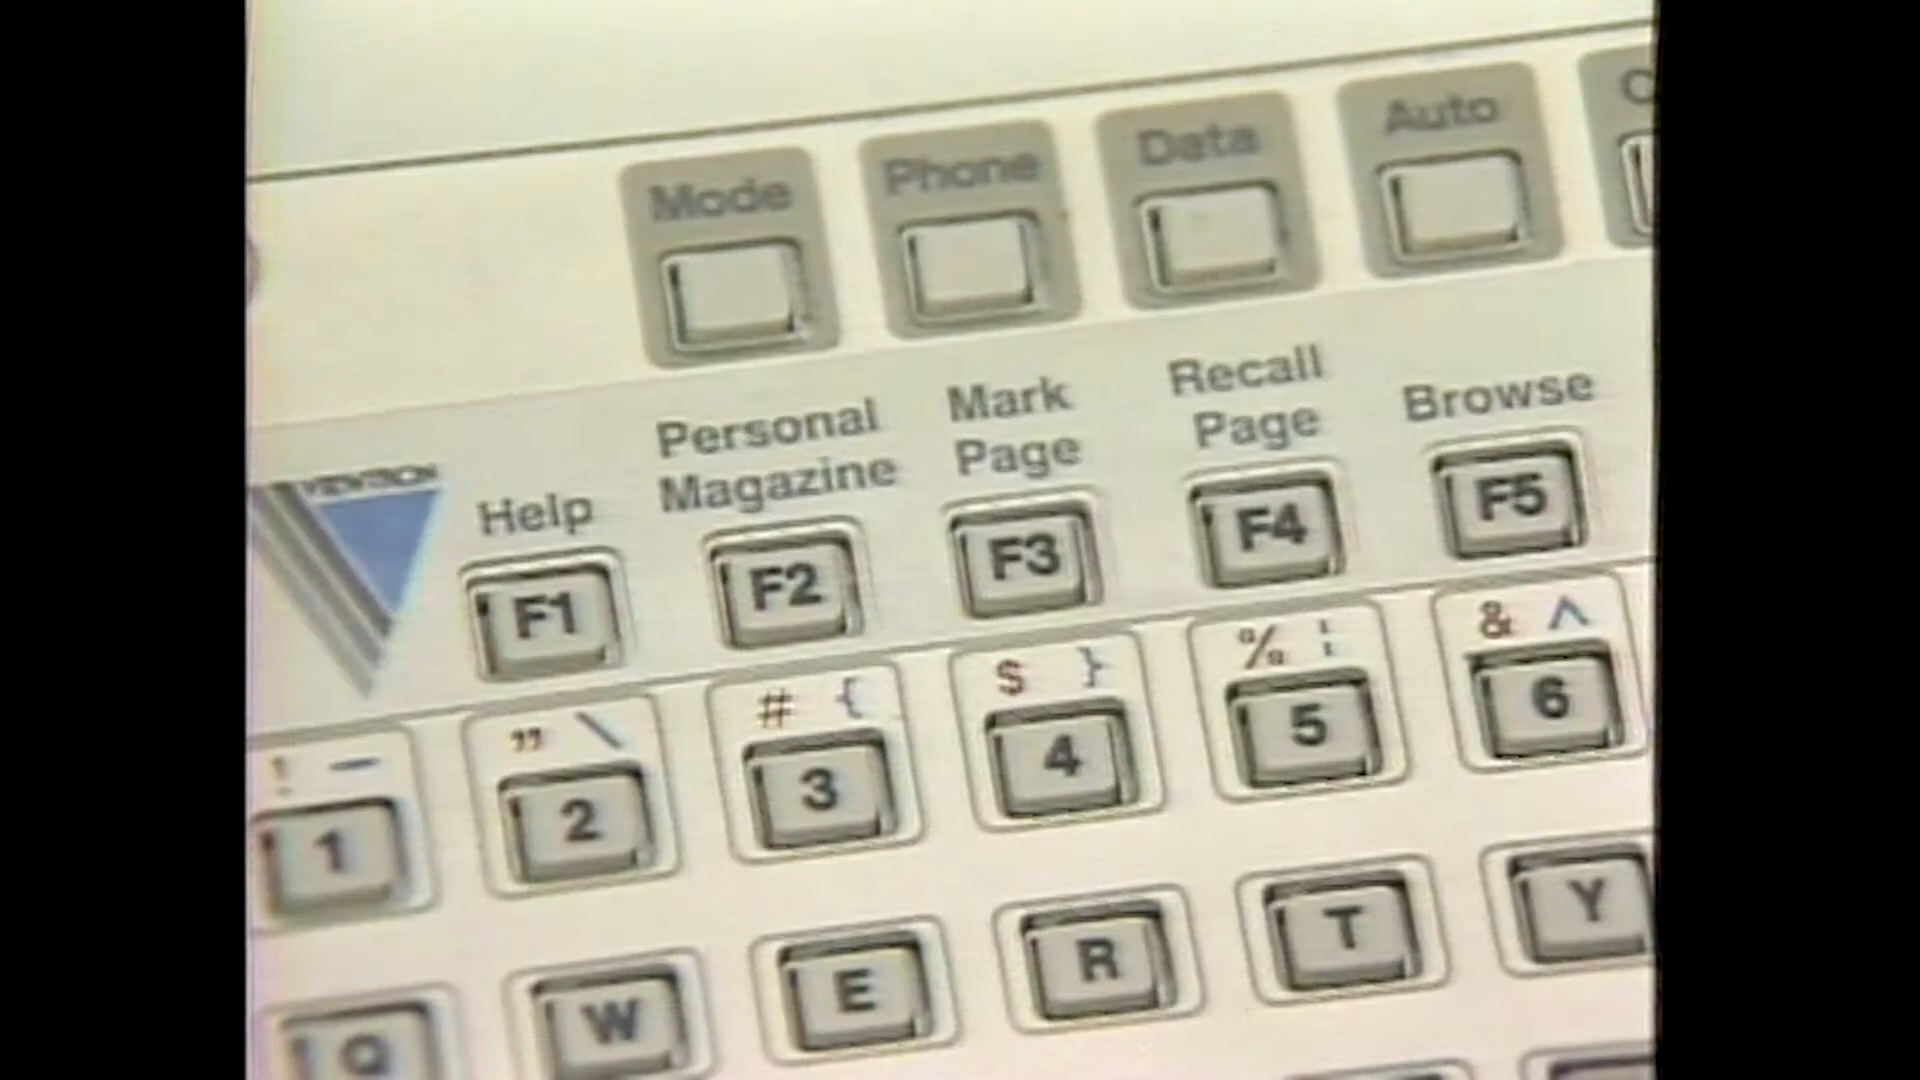 Mode Phone Data Auto
Help
Personal
Magazine
Mark
Page
Recall
Page
Browse
VIEWTRON
F1 F2 F3 F4 F5
! — " \ # { $ } % ¦ & ^
1 2 3 4 5 6
Q W E R T Y